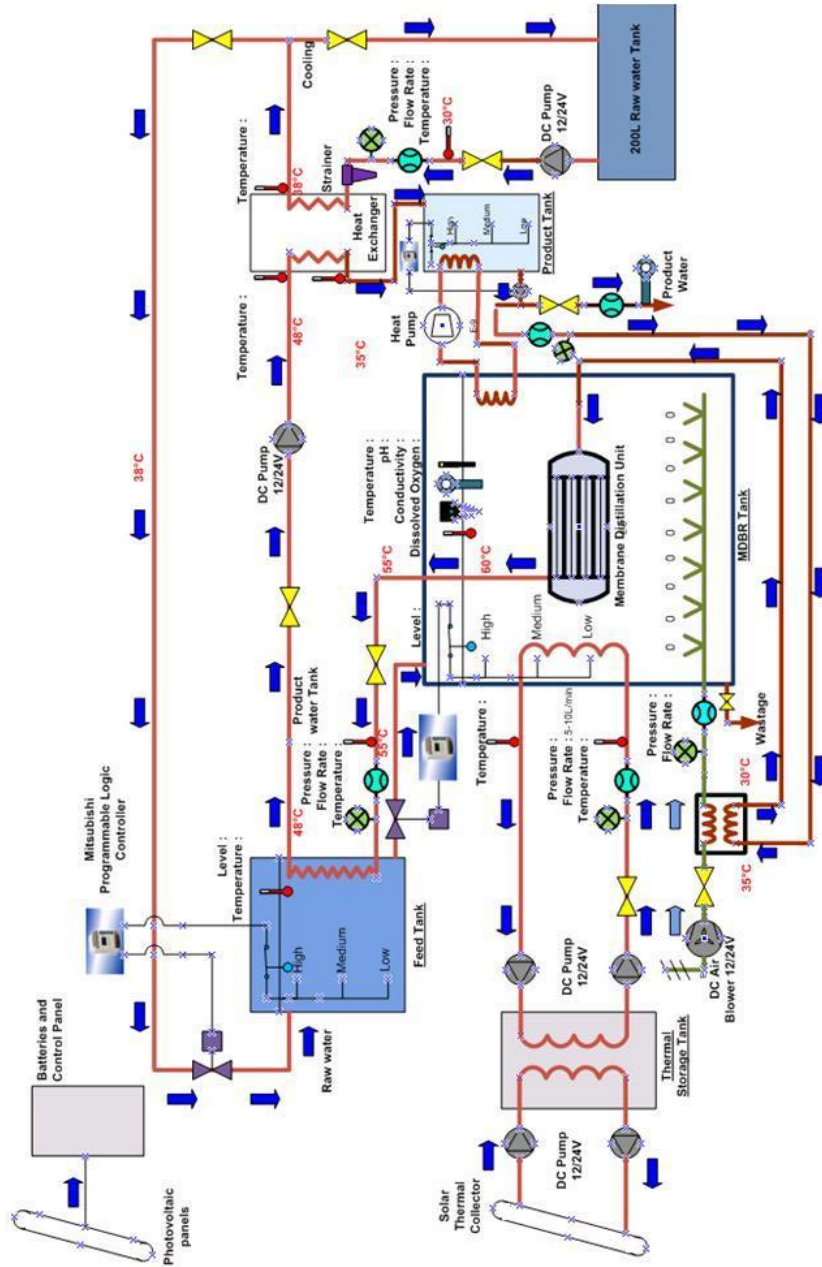 Photovoltaic
panels
Batteries and
Control Panel
Mitsubishi
Programmable Logic
Controller
38°C
Raw water
Level :
Temperature :
High
Medium
Low
Feed Tank
48°C
Product
water Tank
DC Pump
12/24V
Temperature :
48°C
35°C
Heat
Exchanger
Temperature :
38°C
Strainer
Cooling
Pressure :
Flow Rate :
Temperature :
30°C
DC Pump
12/24V
200L Raw water Tank
Pressure :
Flow Rate :
Temperature :
55°C
55°C
60°C
Level :
High
Medium
Low
Temperature :
pH :
Conductivity :
Dissolved Oxygen :
Membrane Distillation Unit
MDBR Tank
Heat
Pump
High
Medium
Low
Product Tank
Product
Water
Solar
Thermal
Collector
DC Pump
12/24V
Thermal
Storage Tank
DC Pump
12/24V
Temperature :
Pressure :
Flow Rate : 5-10L/min
Temperature :
DC Air
Blower 12/24V
35°C
30°C
Pressure :
Flow Rate :
Wastage